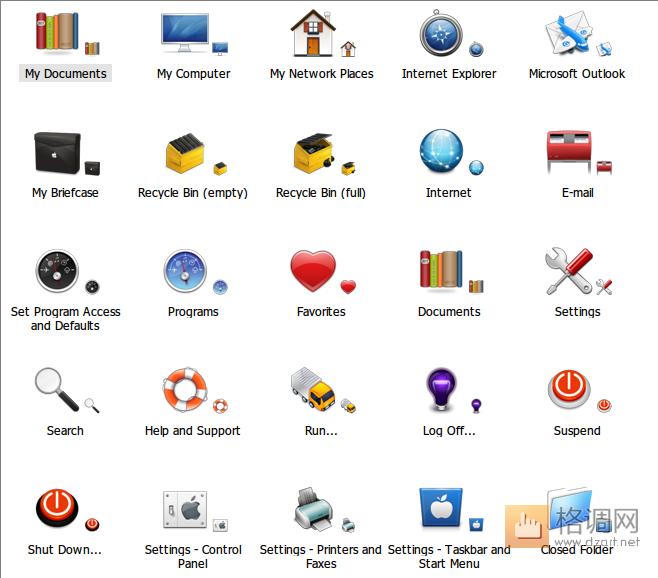 My Documents
My Computer
My Network Places
Internet Explorer
Microsoft Outlook
My Briefcase
Recycle Bin (empty)
Recycle Bin (full)
Internet
E-mail
Set Program Access
and Defaults
Programs
Favorites
Documents
Settings
Search
Help and Support
Run...
Log Off...
Suspend
Shut Down...
Settings - Control
Panel
Settings - Printers and
Faxes
Settings - Taskbar and
Start Menu
Closed Folder
格调网